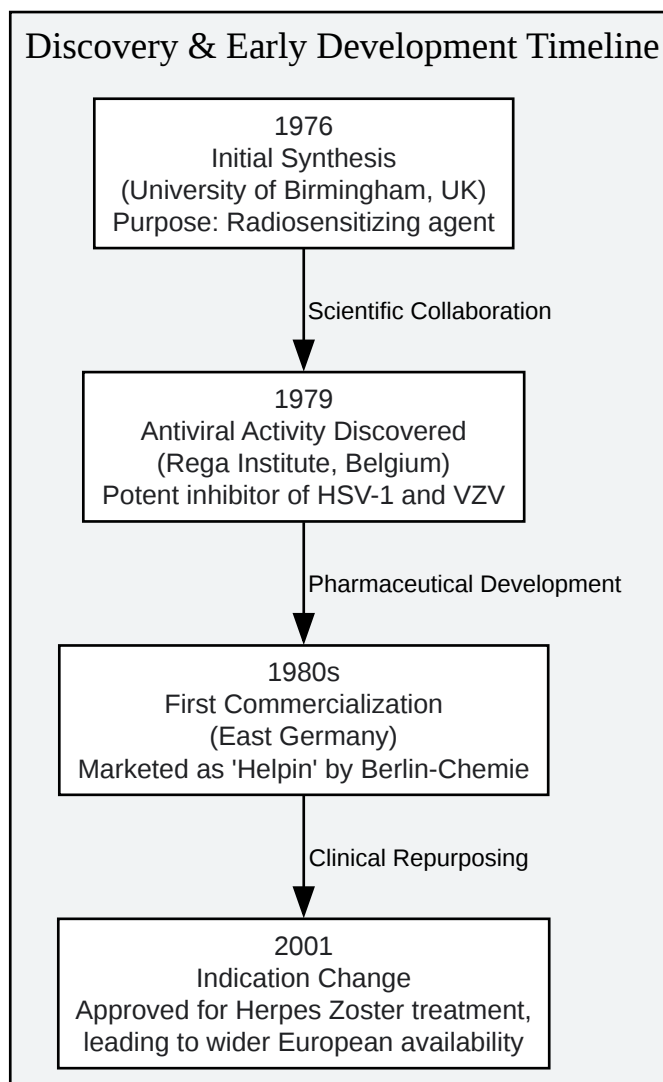 Discovery & Early Development Timeline
1976
Initial Synthesis
(University of Birmingham, UK)
Purpose: Radiosensitizing agent
Scientific Collaboration
1979
Antiviral Activity Discovered
(Rega Institute, Belgium)
Potent inhibitor of HSV-1 and VZV
Pharmaceutical Development
1980s
First Commercialization
(East Germany)
Marketed as 'Helpin' by Berlin-Chemie
Clinical Repurposing
2001
Indication Change
Approved for Herpes Zoster treatment,
leading to wider European availability